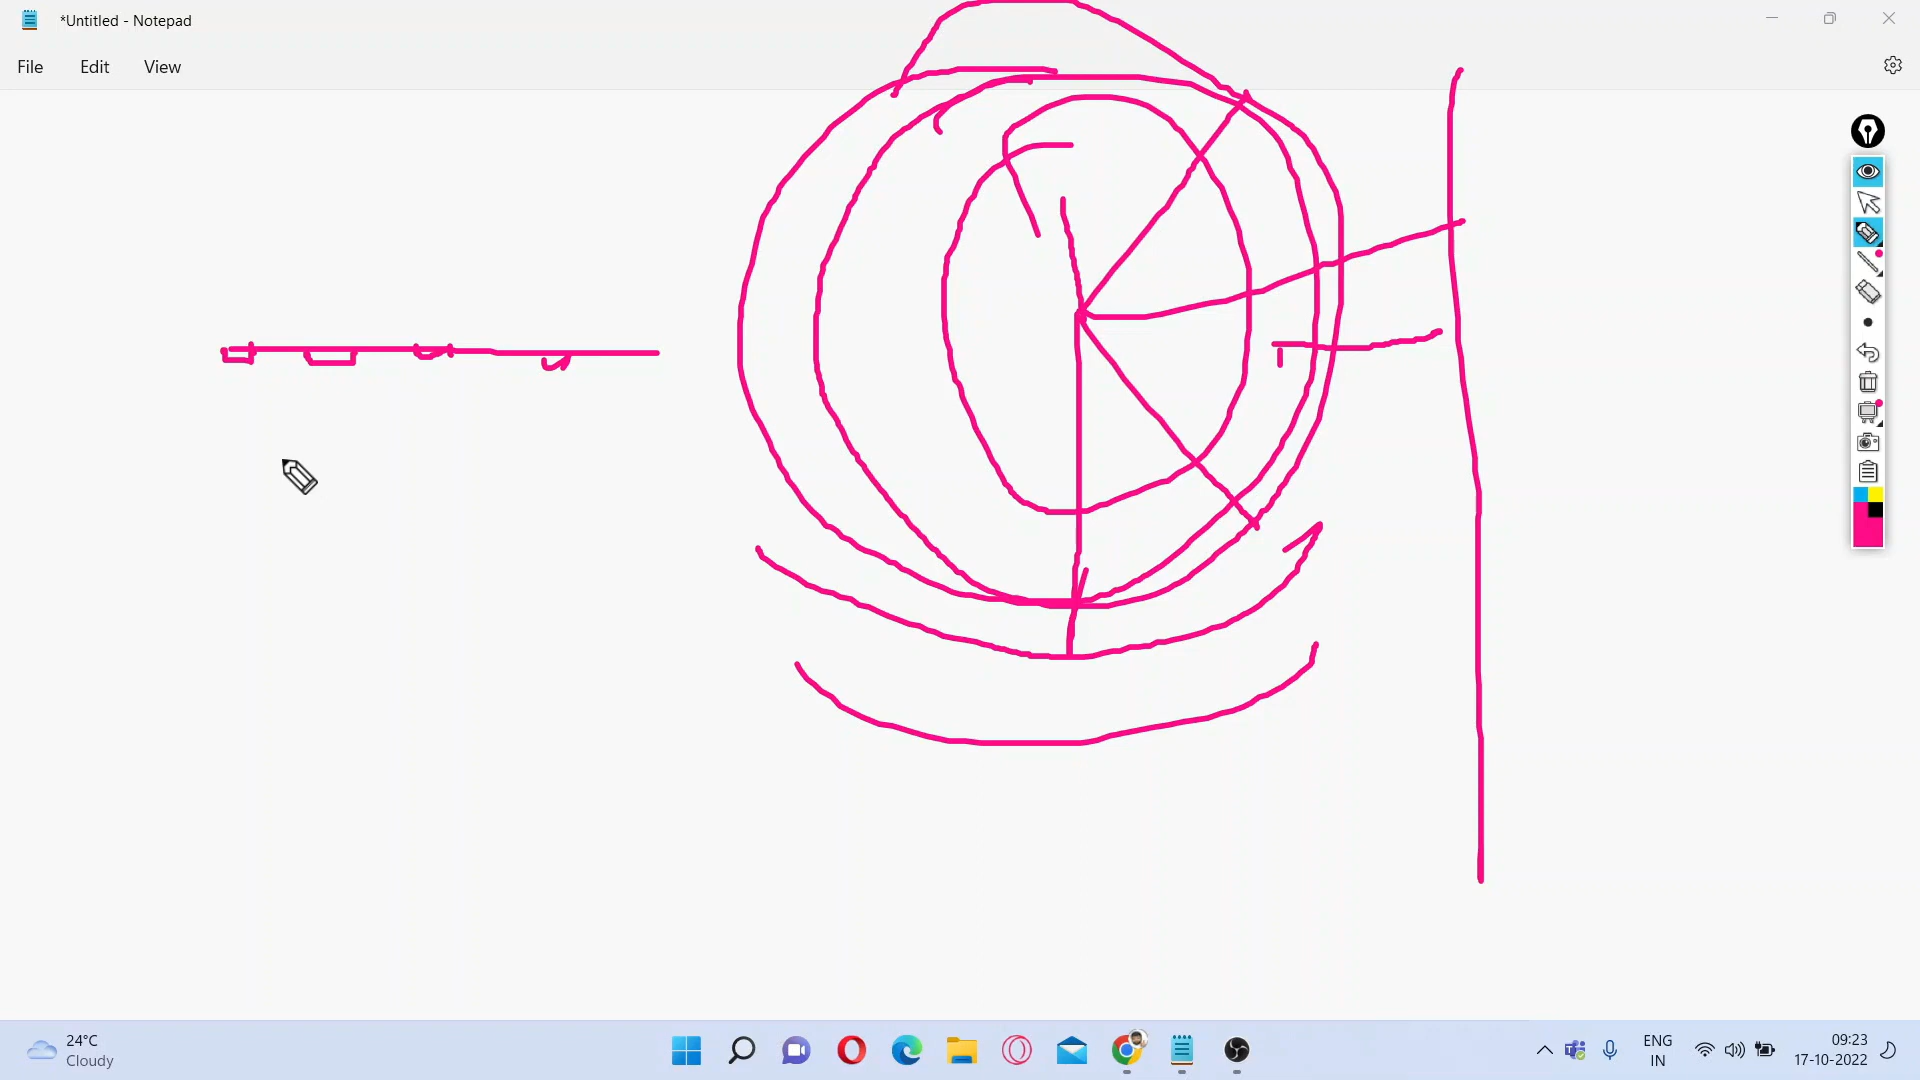 *Untitled - Notepad
File Edit View
24°C
Cloudy
ENG
IN
09:23
17-10-2022